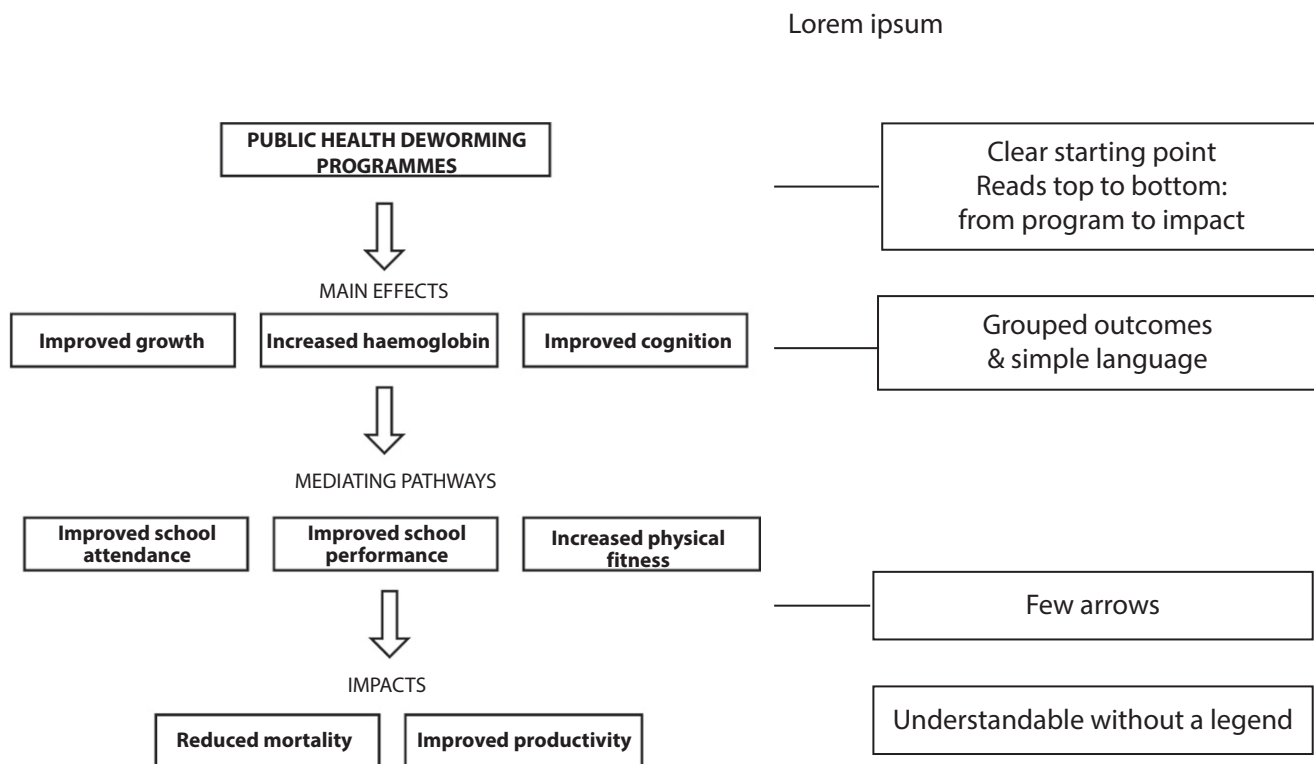 Lorem ipsum
PUBLIC HEALTH DEWORMING
PROGRAMMES
Clear starting point
Reads top to bottom:
from program to impact
MAIN EFFECTS
Improved growth
Increased haemoglobin
Improved cognition
Grouped outcomes
& simple language
MEDIATING PATHWAYS
Improved school
attendance
Improved school
performance
Increased physical
fitness
Few arrows
IMPACTS
Reduced mortality
Improved productivity
Understandable without a legend